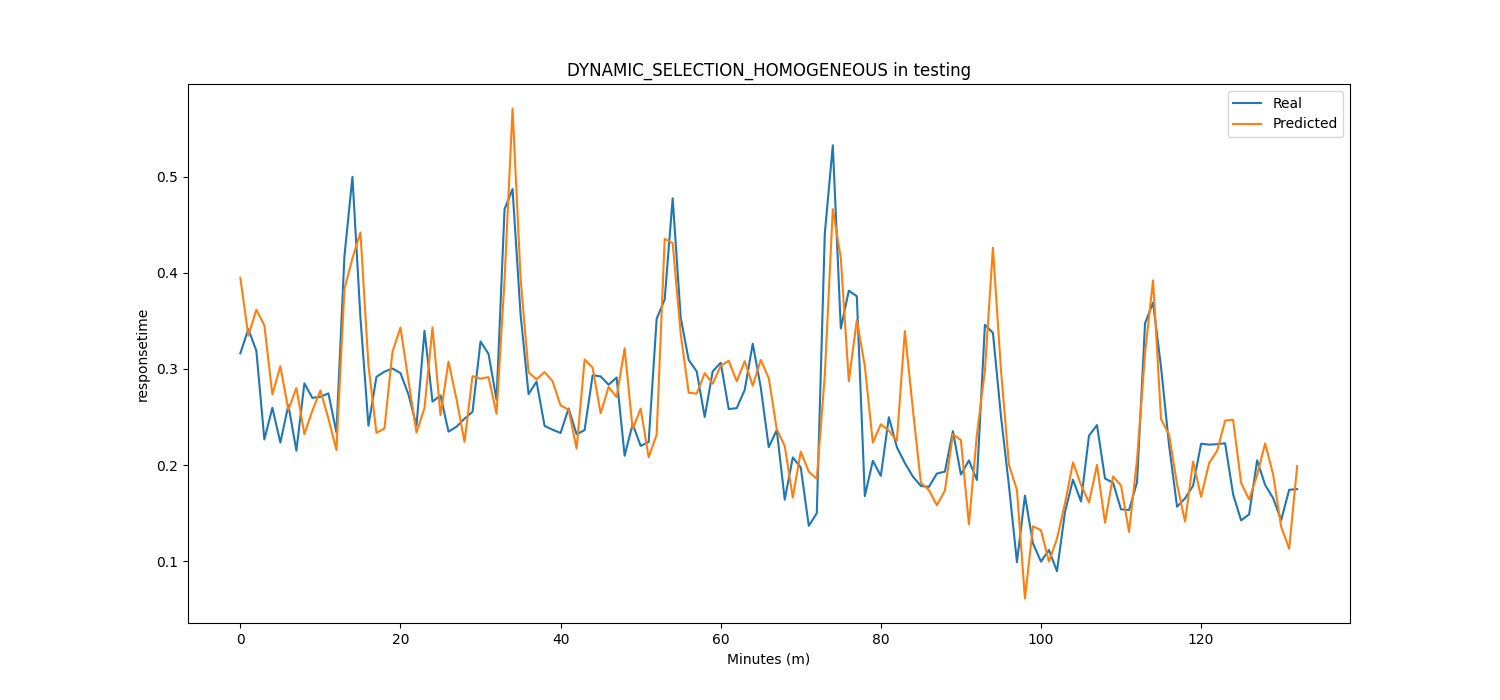 DYNAMIC_SELECTION_HOMOGENEOUS in testing
Real
Predicted
0.5
0.4
0.3
0.2
0.1
responsetime
0 20 40 60 80 100 120
Minutes (m)